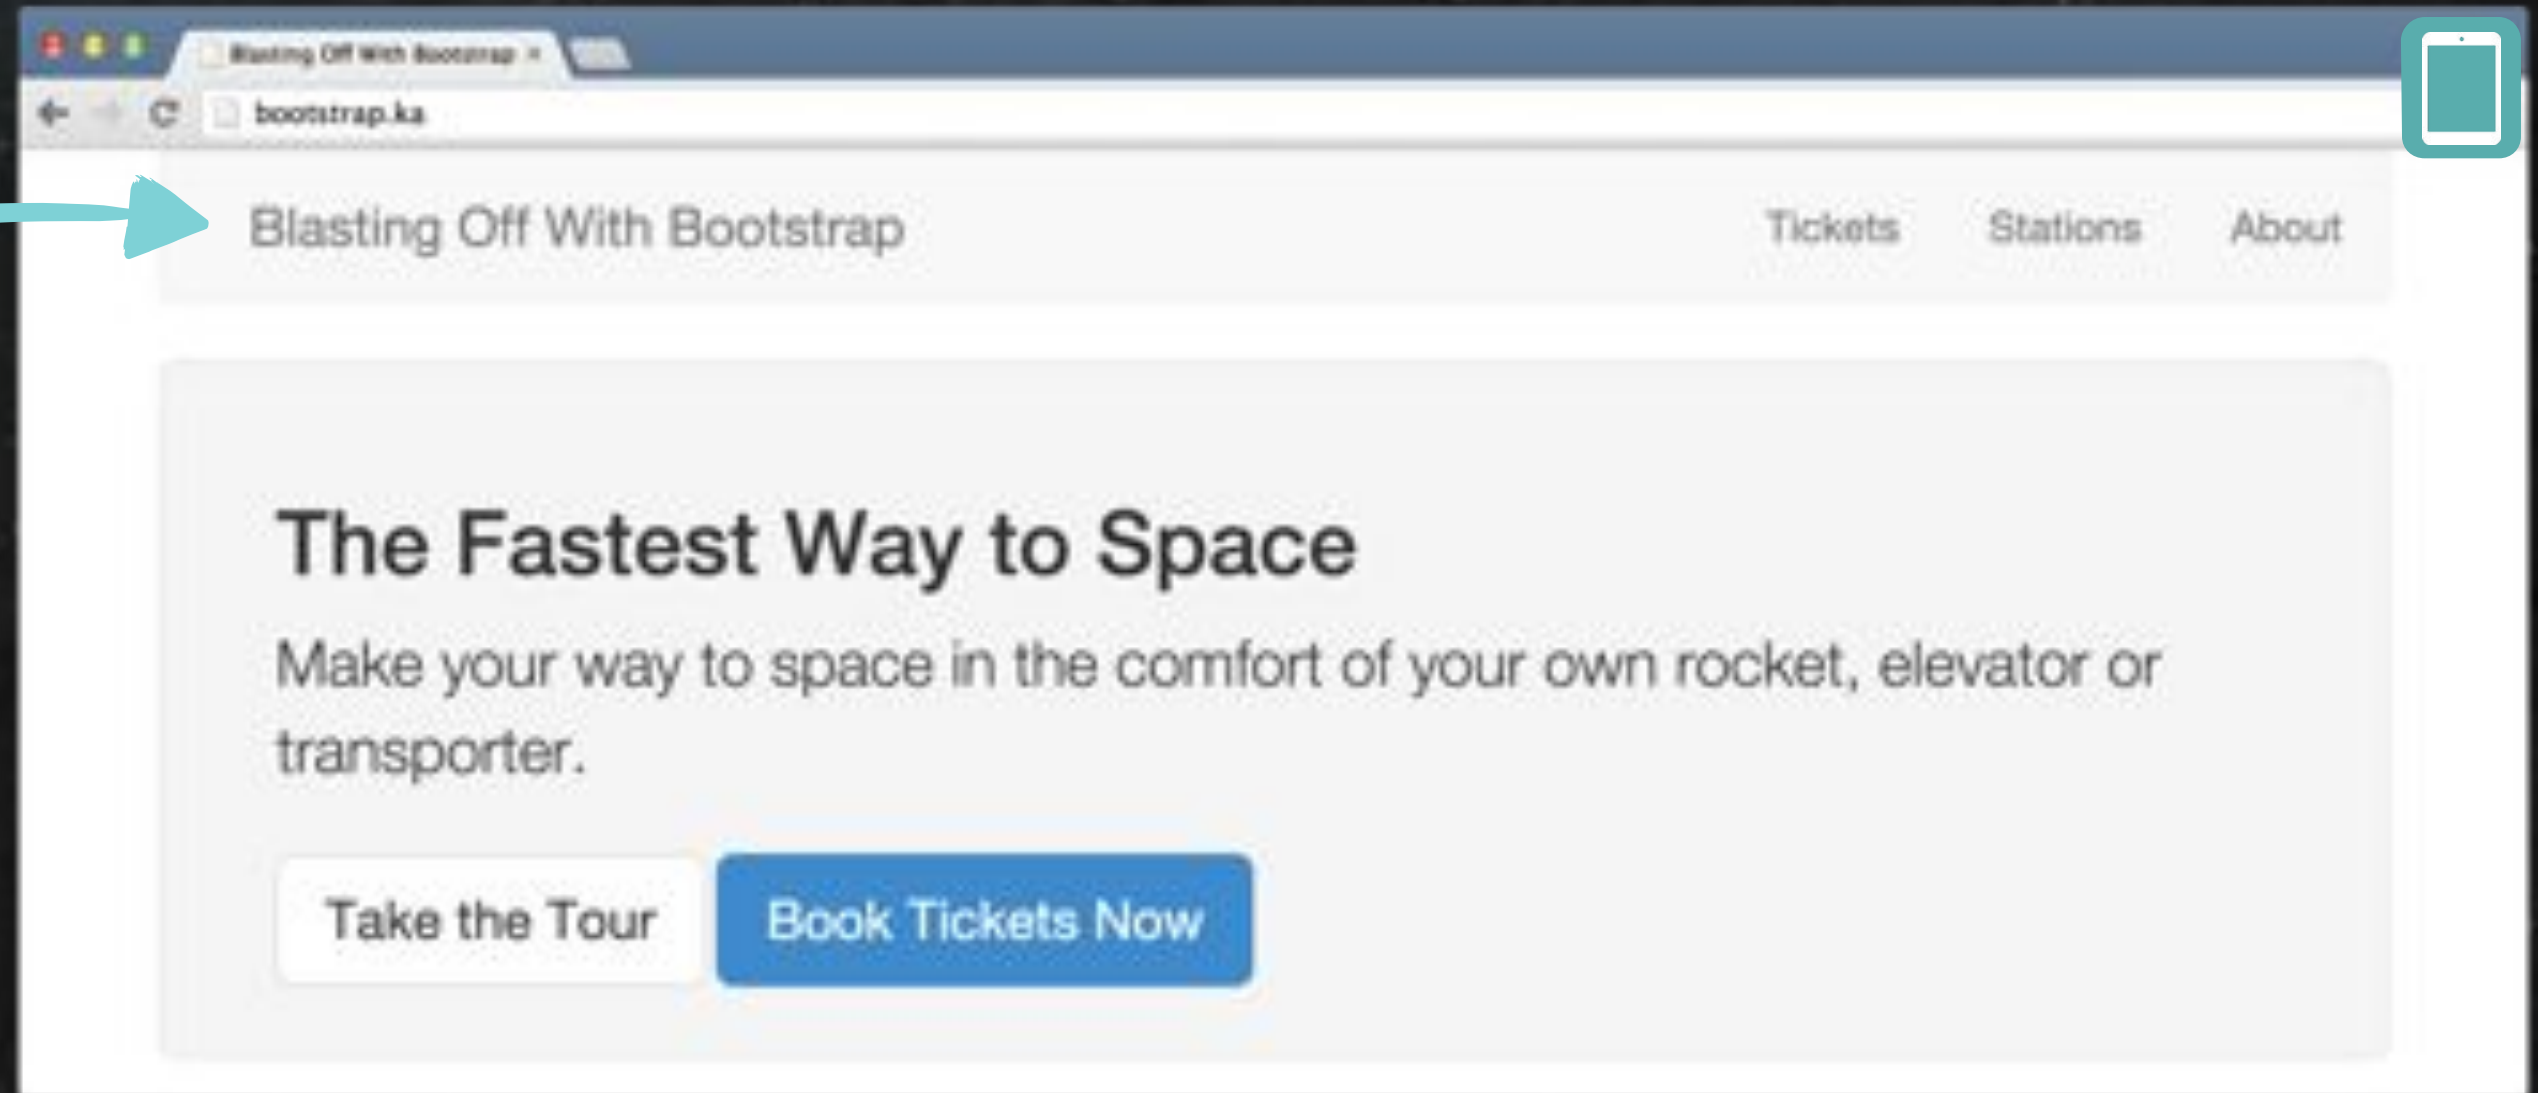 Blasting Off With Bootstrap ×
bootstrap.ka
Blasting Off With Bootstrap Tickets Stations About
The Fastest Way to Space
Make your way to space in the comfort of your own rocket, elevator or
transporter.
Take the Tour Book Tickets Now